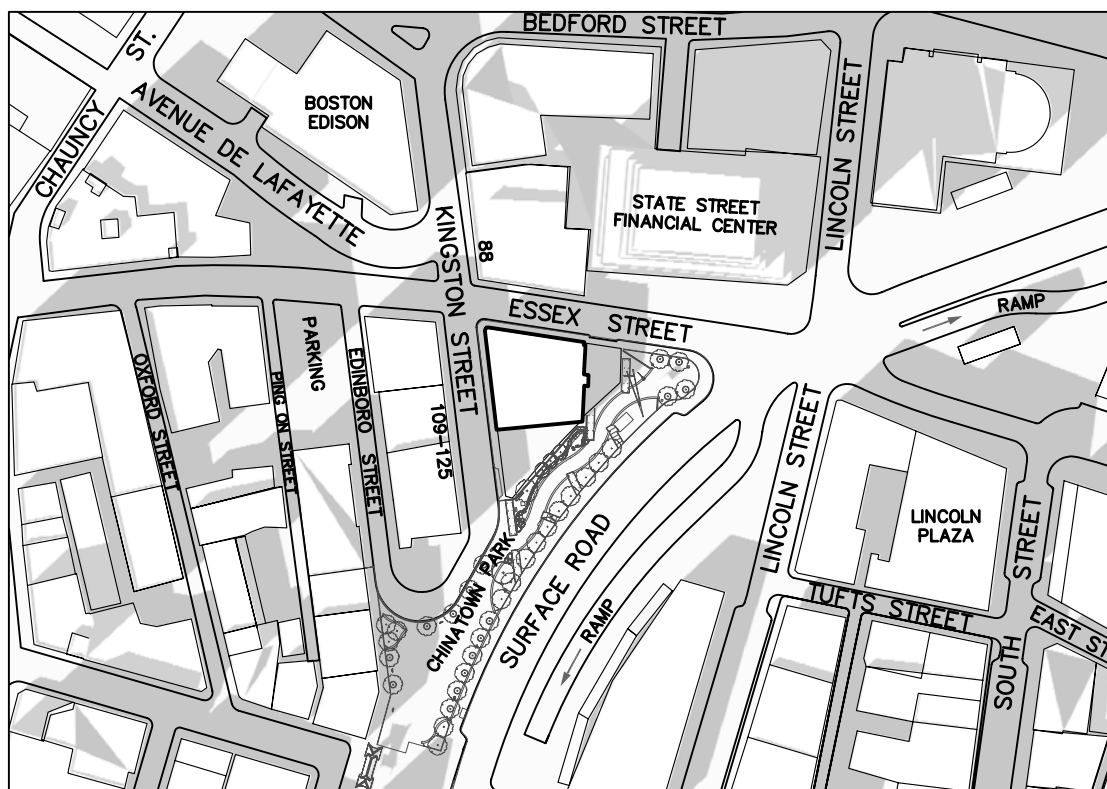 BEDFORD STREET
ST.
CHAUNCY
AVENUE DE LAFAYETTE
BOSTON
EDISON
LINCOLN STREET
STATE STREET
FINANCIAL CENTER
KINGSTON STREET
88
ESSEX STREET
RAMP
PARKING
OXFORD STREET
PING ON STREET
EDINBORO STREET
109-125
LINCOLN STREET
LINCOLN
PLAZA
CHINATOWN PARK
SURFACE ROAD
RAMP
TUFTS STREET
SOUTH STREET
EAST ST